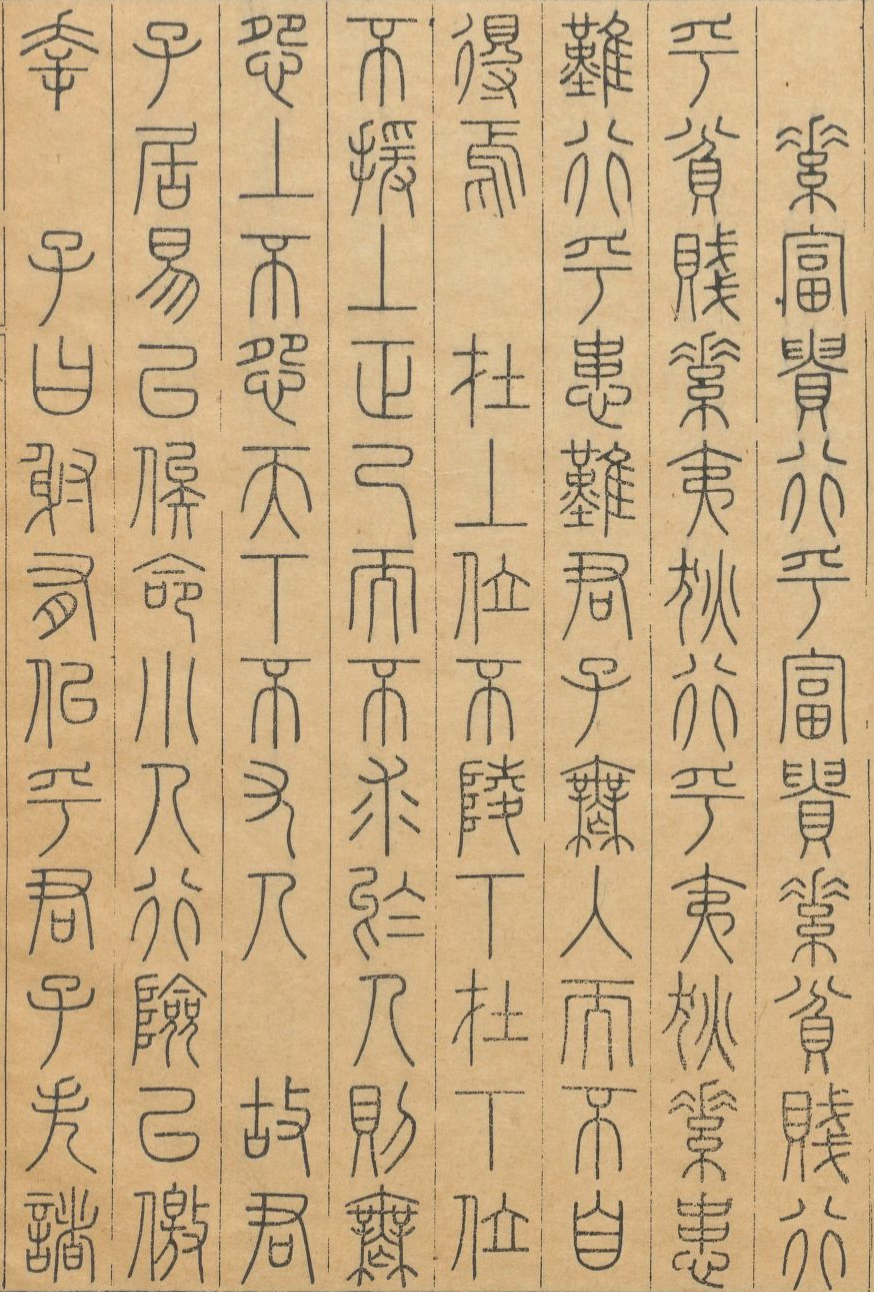 素富貴行乎富貴素貧賤行
乎貧賤素夷狄行乎夷狄素患
難行乎患難君子無入而不自
得焉 在上位不陵下在下位
不援上正己而不求於人則無
怨上不怨天下不尤人 故君
子居易以俟命小人行險以徼
幸 子曰射有似乎君子失諸